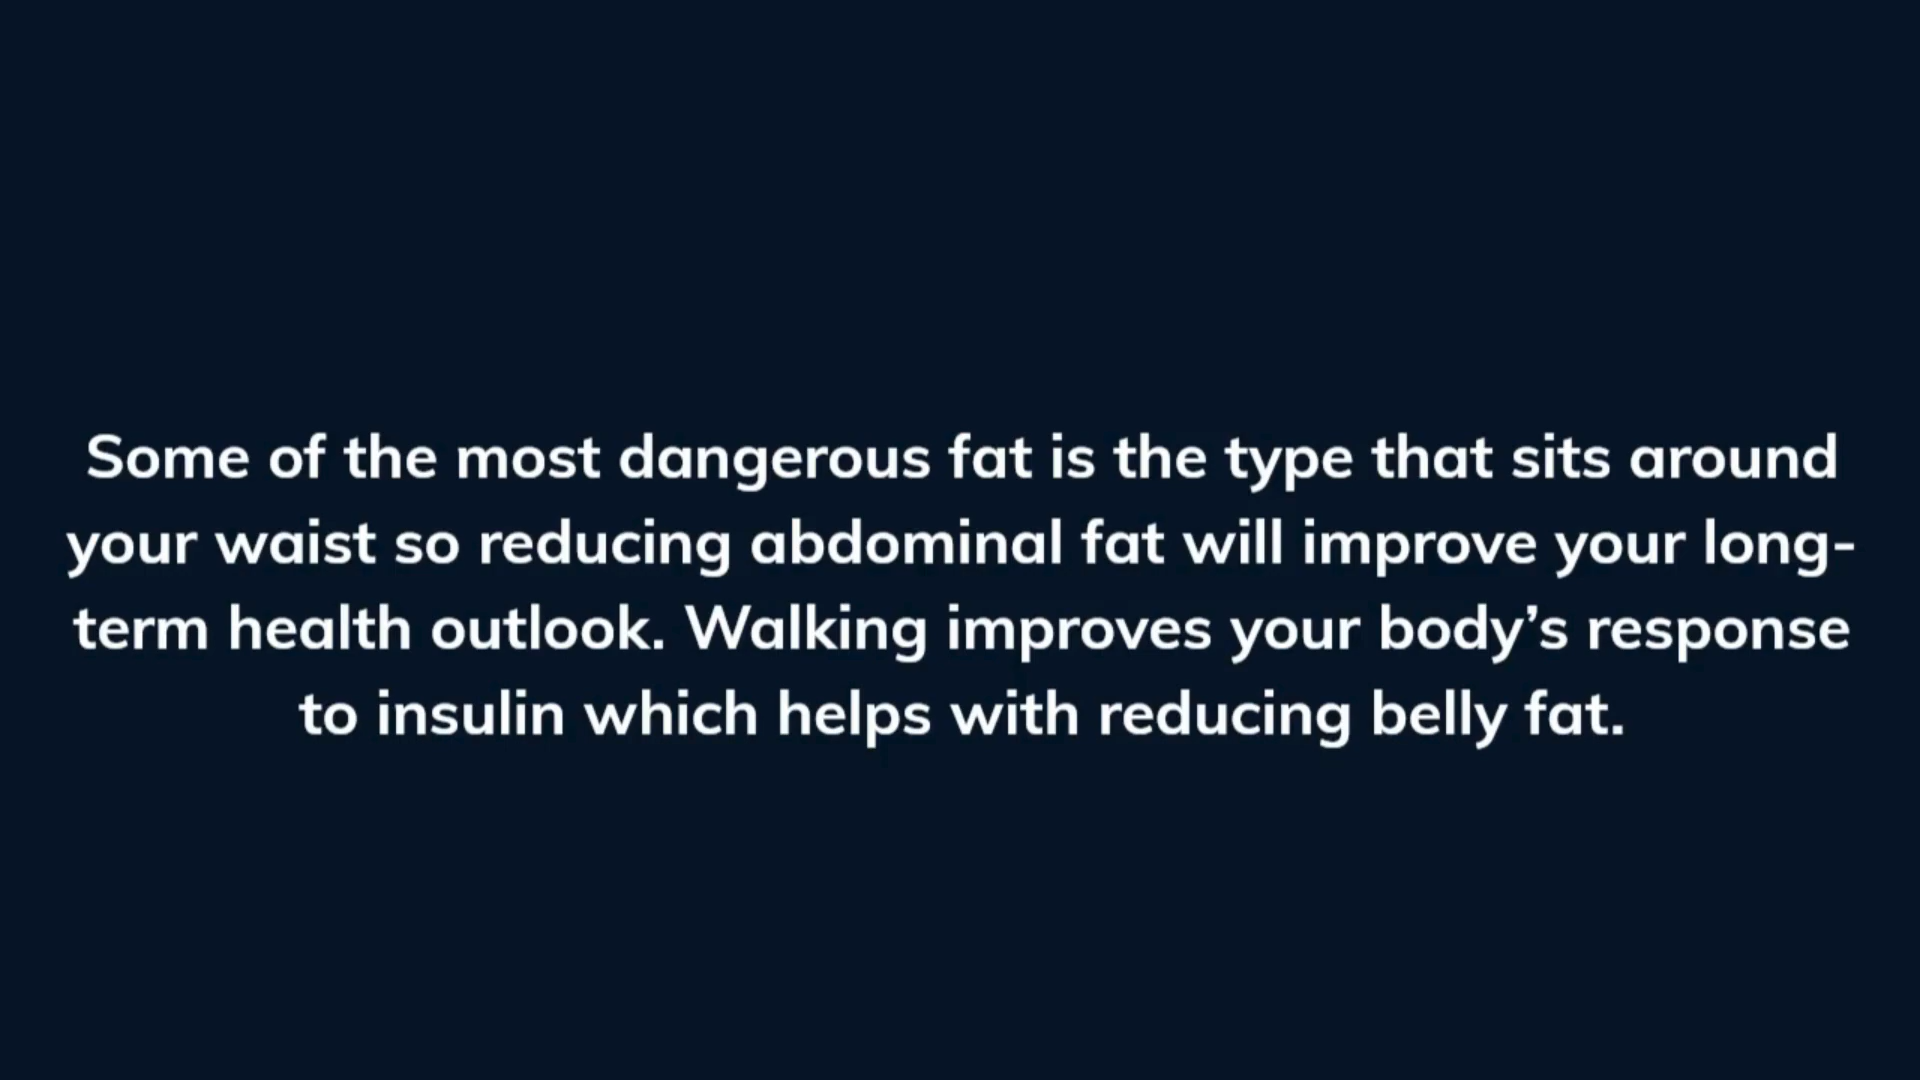 Some of the most dangerous fat is the type that sits around
your waist so reducing abdominal fat will improve your long-
term health outlook. Walking improves your body’s response
to insulin which helps with reducing belly fat.